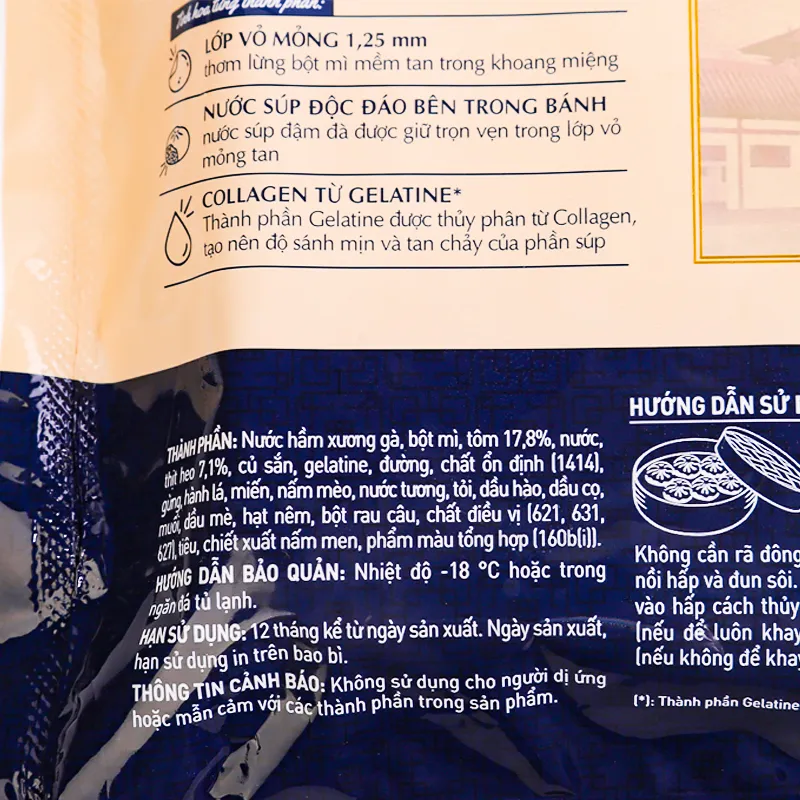 Tinh hoa từng thành phần:
LỚP VỎ MỎNG 1,25 mm
thơm lừng bột mì mềm tan trong khoang miệng
NƯỚC SÚP ĐỘC ĐÁO BÊN TRONG BÁNH
nước súp đậm đà được giữ trọn vẹn trong lớp vỏ
mỏng tan
COLLAGEN TỪ GELATINE*
Thành phần Gelatine được thủy phân từ Collagen,
tạo nên độ sánh mịn và tan chảy của phần súp
THÀNH PHẦN: Nước hầm xương gà, bột mì, tôm 17,8%, nước,
thịt heo 7,1%, củ sắn, gelatine, đường, chất ổn định (1414),
gừng, hành lá, miến, nấm mèo, nước tương, tỏi, dầu hào, dầu cọ,
muối, dầu mè, hạt nêm, bột rau câu, chất điều vị (621, 631,
627), tiêu, chiết xuất nấm men, phẩm màu tổng hợp (160b(i)).
HƯỚNG DẪN BẢO QUẢN: Nhiệt độ -18 °C hoặc trong
ngăn đá tủ lạnh.
HẠN SỬ DỤNG: 12 tháng kể từ ngày sản xuất. Ngày sản xuất,
hạn sử dụng in trên bao bì.
THÔNG TIN CẢNH BÁO: Không sử dụng cho người dị ứng
hoặc mẫn cảm với các thành phần trong sản phẩm.
HƯỚNG DẪN SỬ
Không cần rã đông
nồi hấp và đun sôi.
vào hấp cách thủy
(nếu để luôn khay
(nếu không để khay
(*): Thành phần Gelatine